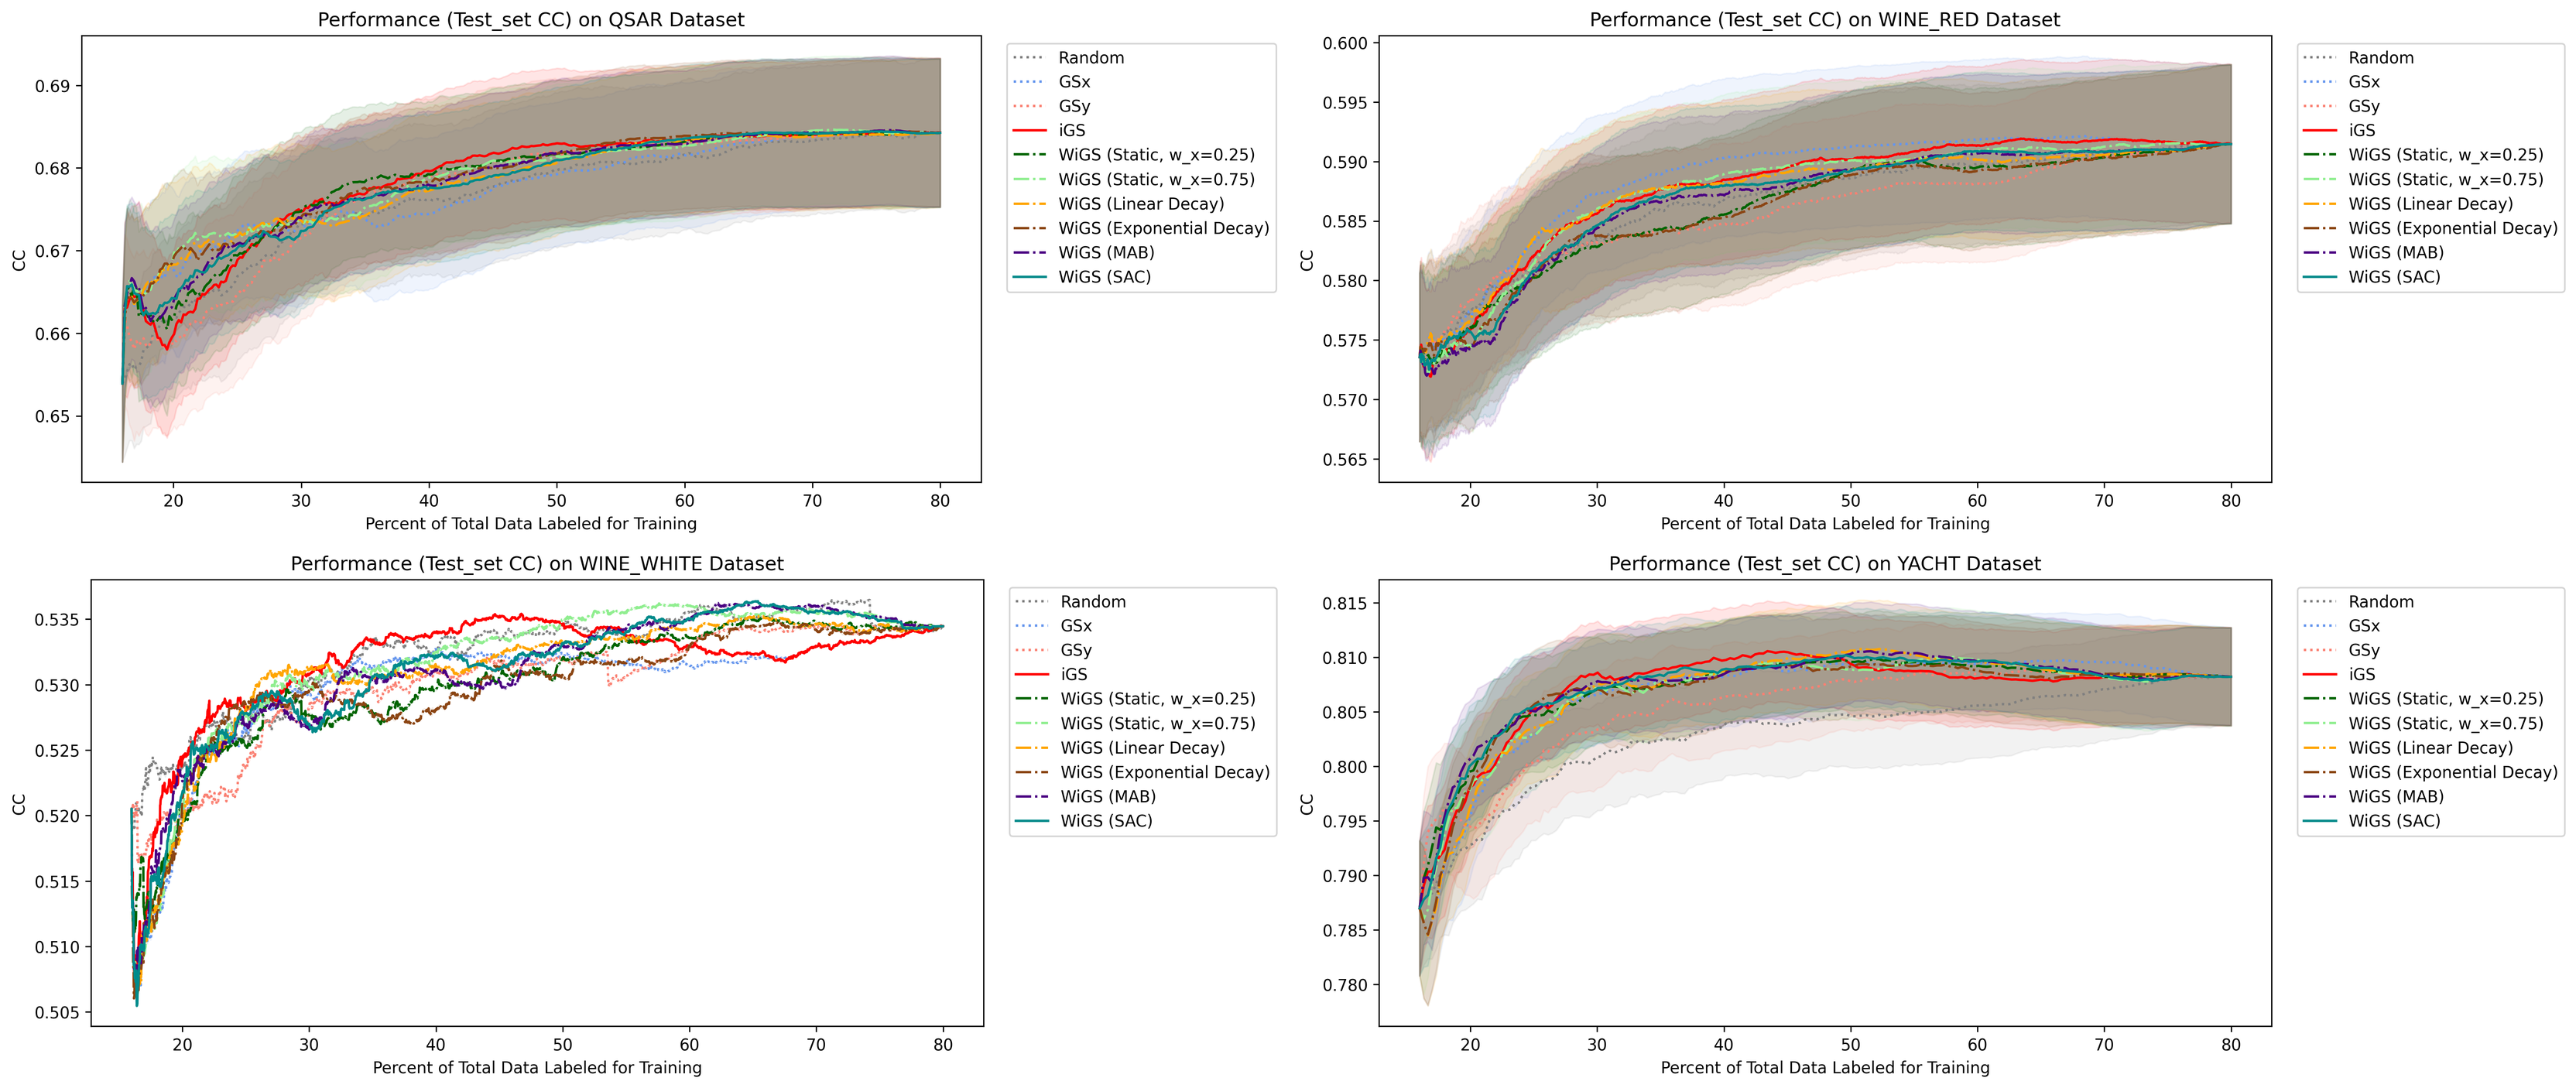 Performance (Test_set CC) on QSAR Dataset
CC
0.69
0.68
0.67
0.66
0.65
20 30 40 50 60 70 80
Percent of Total Data Labeled for Training
Random
GSx
GSy
iGS
WiGS (Static, w_x=0.25)
WiGS (Static, w_x=0.75)
WiGS (Linear Decay)
WiGS (Exponential Decay)
WiGS (MAB)
WiGS (SAC)
Performance (Test_set CC) on WINE_RED Dataset
CC
0.600
0.595
0.590
0.585
0.580
0.575
0.570
0.565
20 30 40 50 60 70 80
Percent of Total Data Labeled for Training
Random
GSx
GSy
iGS
WiGS (Static, w_x=0.25)
WiGS (Static, w_x=0.75)
WiGS (Linear Decay)
WiGS (Exponential Decay)
WiGS (MAB)
WiGS (SAC)
Performance (Test_set CC) on WINE_WHITE Dataset
CC
0.535
0.530
0.525
0.520
0.515
0.510
0.505
20 30 40 50 60 70 80
Percent of Total Data Labeled for Training
Random
GSx
GSy
iGS
WiGS (Static, w_x=0.25)
WiGS (Static, w_x=0.75)
WiGS (Linear Decay)
WiGS (Exponential Decay)
WiGS (MAB)
WiGS (SAC)
Performance (Test_set CC) on YACHT Dataset
CC
0.815
0.810
0.805
0.800
0.795
0.790
0.785
0.780
20 30 40 50 60 70 80
Percent of Total Data Labeled for Training
Random
GSx
GSy
iGS
WiGS (Static, w_x=0.25)
WiGS (Static, w_x=0.75)
WiGS (Linear Decay)
WiGS (Exponential Decay)
WiGS (MAB)
WiGS (SAC)